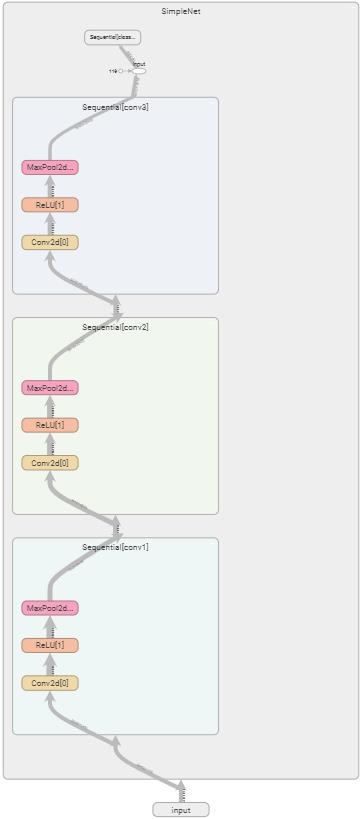 SimpleNet
Sequential[class...
input
119
Sequential[conv3]
MaxPool2d...
ReLU[1]
Conv2d[0]
Sequential[conv2]
MaxPool2d...
ReLU[1]
Conv2d[0]
Sequential[conv1]
MaxPool2d...
ReLU[1]
Conv2d[0]
input